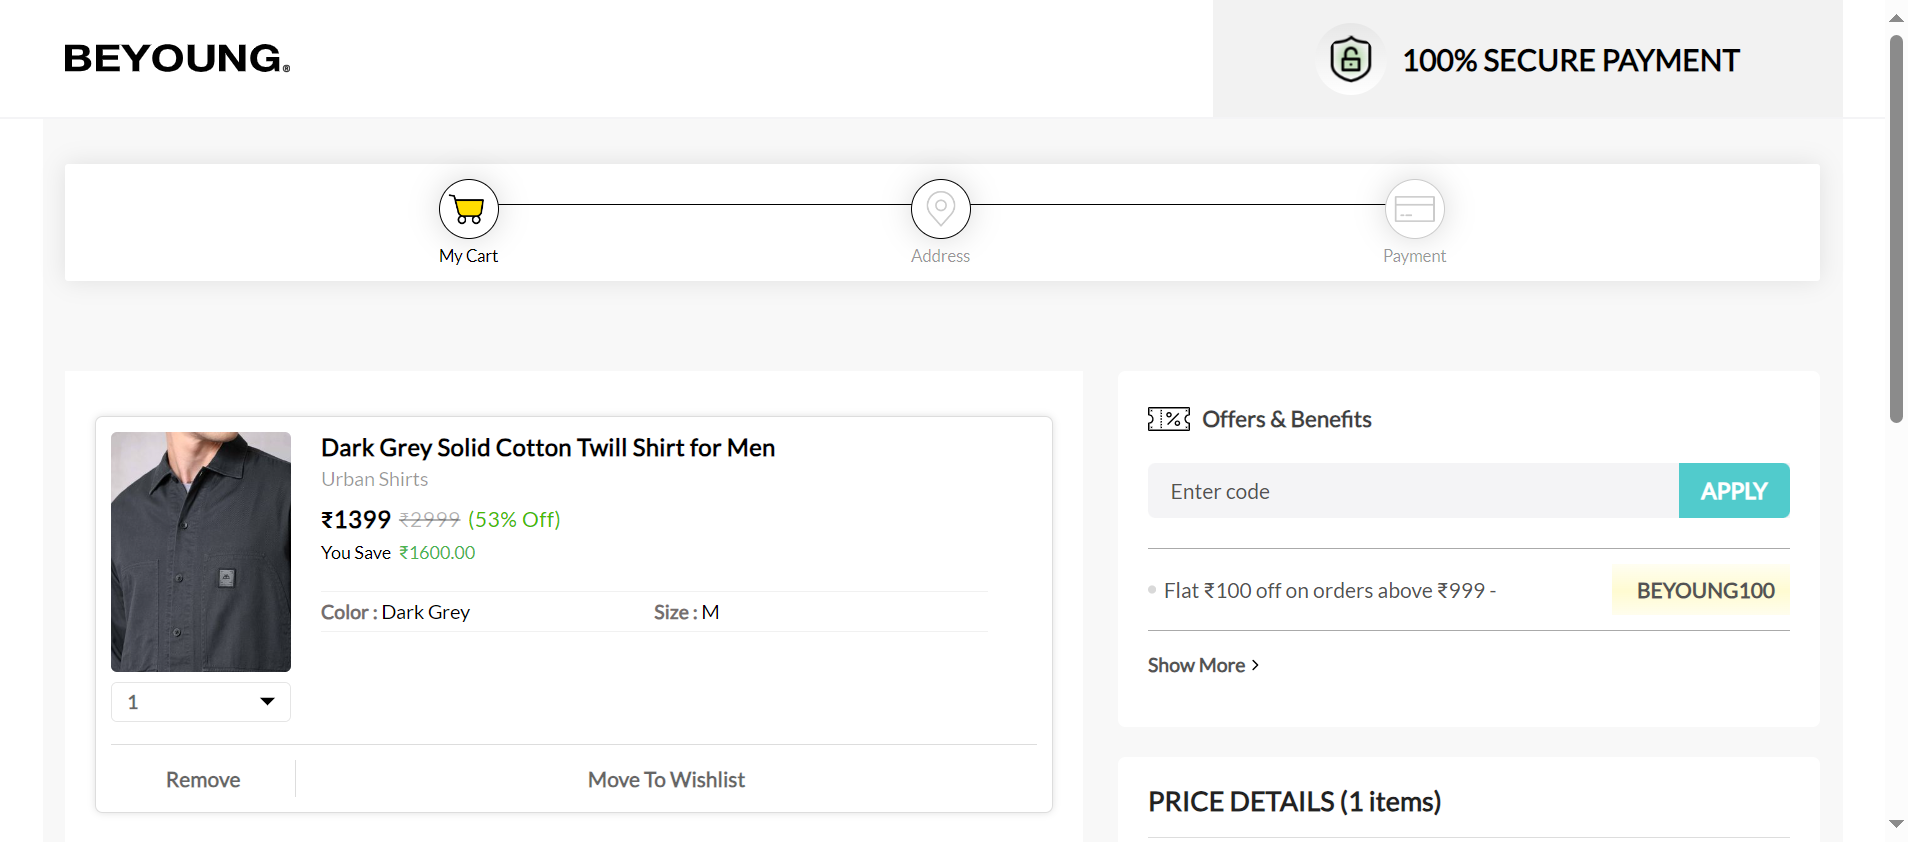 BEYOUNG®
100% SECURE PAYMENT
My Cart
Address
Payment
Dark Grey Solid Cotton Twill Shirt for Men
Urban Shirts
₹1399 ₹2999 (53% Off)
You Save ₹1600.00
Color : Dark Grey
Size : M
1
Remove
Move To Wishlist
Offers & Benefits
Enter code
APPLY
Flat ₹100 off on orders above ₹999 -
BEYOUNG100
Show More >
PRICE DETAILS (1 items)